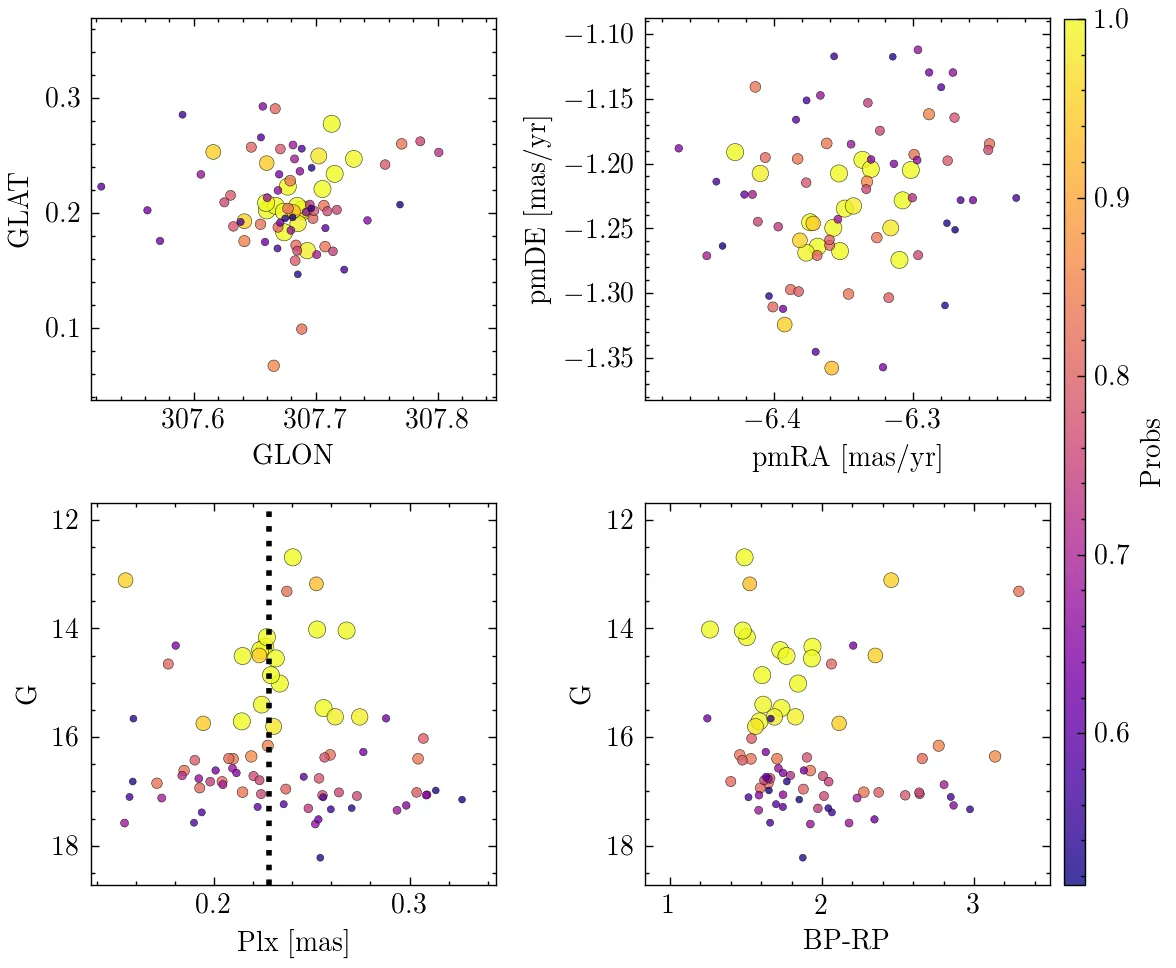 0.3
0.2
0.1
GLAT
307.6 307.7 307.8
GLON
−1.10
−1.15
−1.20
−1.25
−1.30
−1.35
pmDE [mas/yr]
−6.4 −6.3
pmRA [mas/yr]
1.0
0.9
0.8
0.7
0.6
Probs
12
14
16
18
G
0.2 0.3
Plx [mas]
12
14
16
18
G
1 2 3
BP-RP